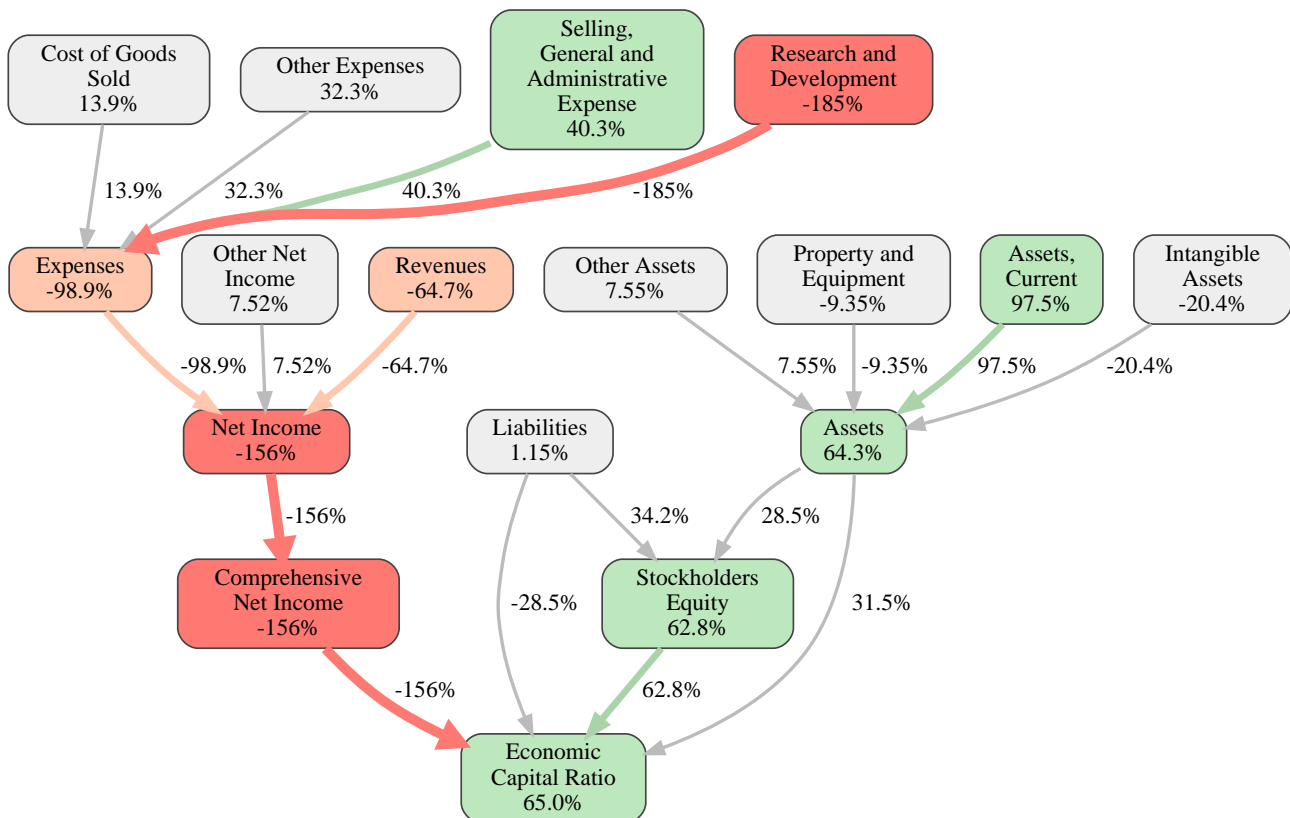 Cost of Goods
Sold
13.9%
Other Expenses
32.3%
Selling,
General and
Administrative
Expense
40.3%
Research and
Development
-185%
13.9%
32.3%
40.3%
-185%
Expenses
-98.9%
Other Net
Income
7.52%
Revenues
-64.7%
Other Assets
7.55%
Property and
Equipment
-9.35%
Assets,
Current
97.5%
Intangible
Assets
-20.4%
-98.9%
7.52%
-64.7%
7.55%
-9.35%
97.5%
-20.4%
Net Income
-156%
Liabilities
1.15%
Assets
64.3%
-156%
34.2%
28.5%
Comprehensive
Net Income
-156%
-28.5%
Stockholders
Equity
62.8%
31.5%
-156%
62.8%
Economic
Capital Ratio
65.0%